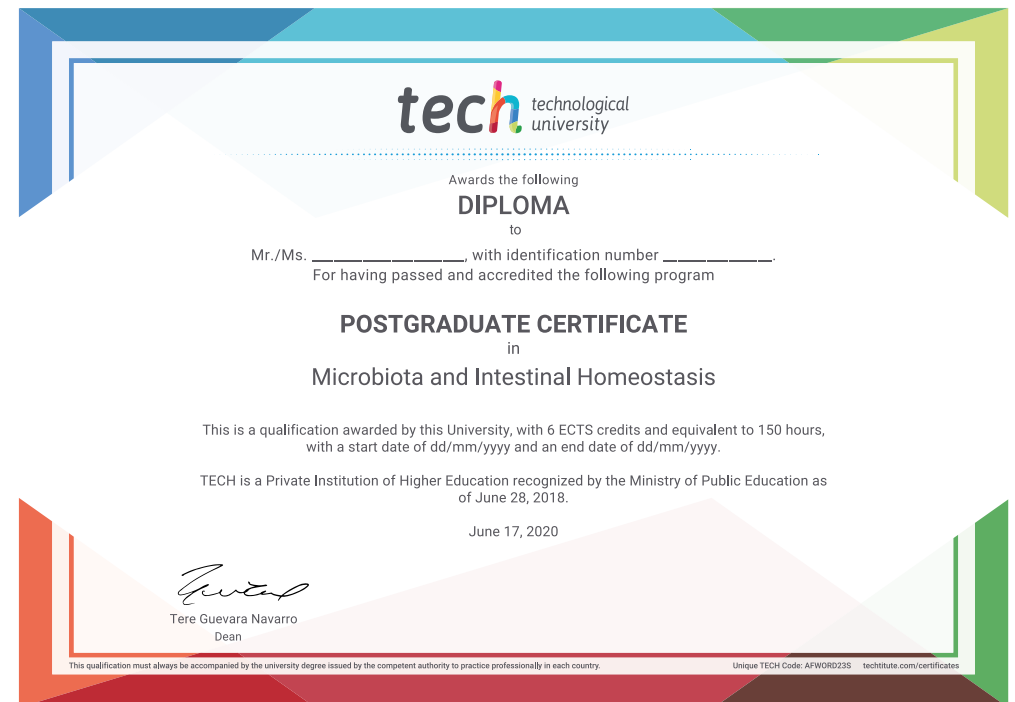 tech technological
university
Awards the following
DIPLOMA
to
Mr./Ms. ____________________, with identification number ______________.
For having passed and accredited the following program
POSTGRADUATE CERTIFICATE
in
Microbiota and Intestinal Homeostasis
This is a qualification awarded by this University, with 6 ECTS credits and equivalent to 150 hours,
with a start date of dd/mm/yyyy and an end date of dd/mm/yyyy.
TECH is a Private Institution of Higher Education recognized by the Ministry of Public Education as
of June 28, 2018.
June 17, 2020
Tere Guevara Navarro
Dean
This qualification must always be accompanied by the university degree issued by the competent authority to practice professionally in each country.
Unique TECH Code: AFWORD23S techtitute.com/certificates